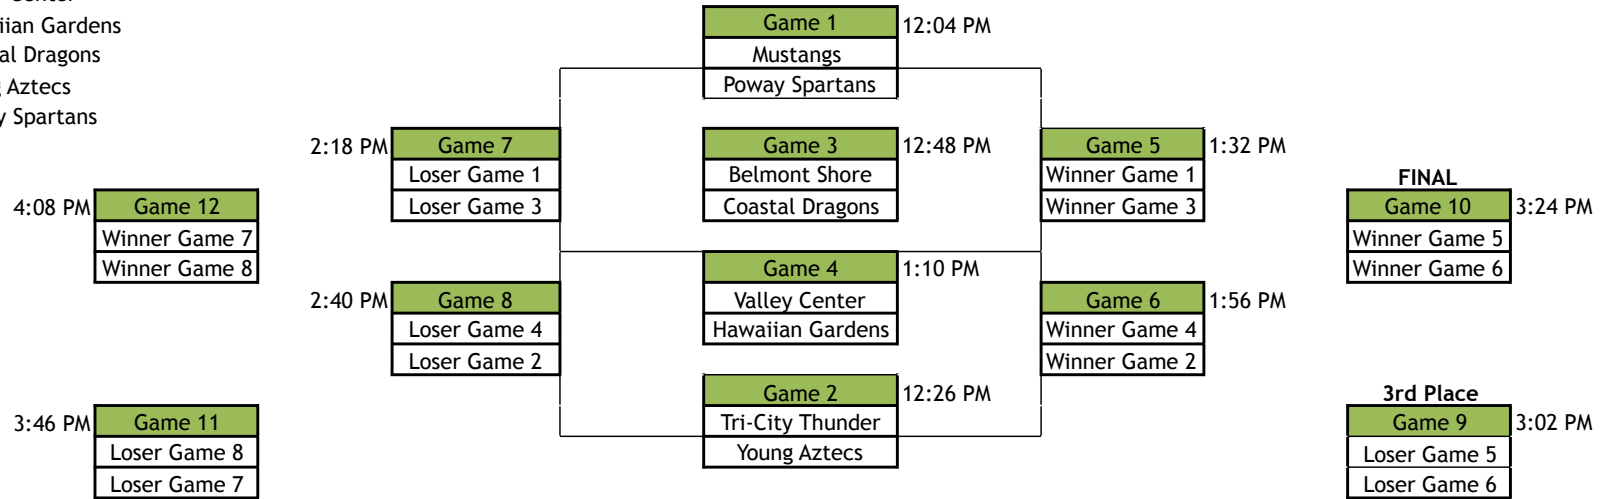 Gardens
Dragons
Aztecs
Spartans
Game 1 12:04 PM
Mustangs
Poway Spartans
2:18 PM Game 7
Loser Game 1
Loser Game 3
Game 3 12:48 PM
Belmont Shore
Coastal Dragons
Game 5 1:32 PM
Winner Game 1
Winner Game 3
4:08 PM Game 12
Winner Game 7
Winner Game 8
FINAL
Game 10 3:24 PM
Winner Game 5
Winner Game 6
2:40 PM Game 8
Loser Game 4
Loser Game 2
Game 4 1:10 PM
Valley Center
Hawaiian Gardens
Game 6 1:56 PM
Winner Game 4
Winner Game 2
Game 2 12:26 PM
Tri-City Thunder
Young Aztecs
3:46 PM Game 11
Loser Game 8
Loser Game 7
3rd Place
Game 9 3:02 PM
Loser Game 5
Loser Game 6